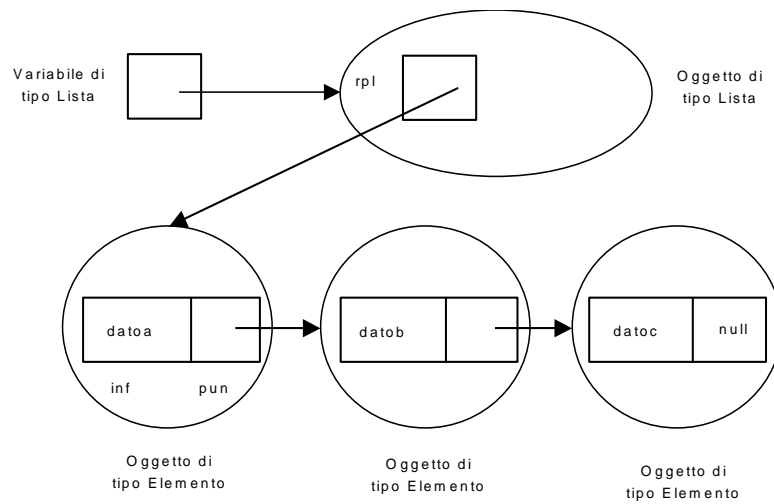 Variabile di
tipo Lista
rpl
Oggetto di
tipo Lista
datoa
datob
datoc
null
inf
pun
Oggetto di
tipo Elemento
Oggetto di
tipo Elemento
Oggetto di
tipo Elemento